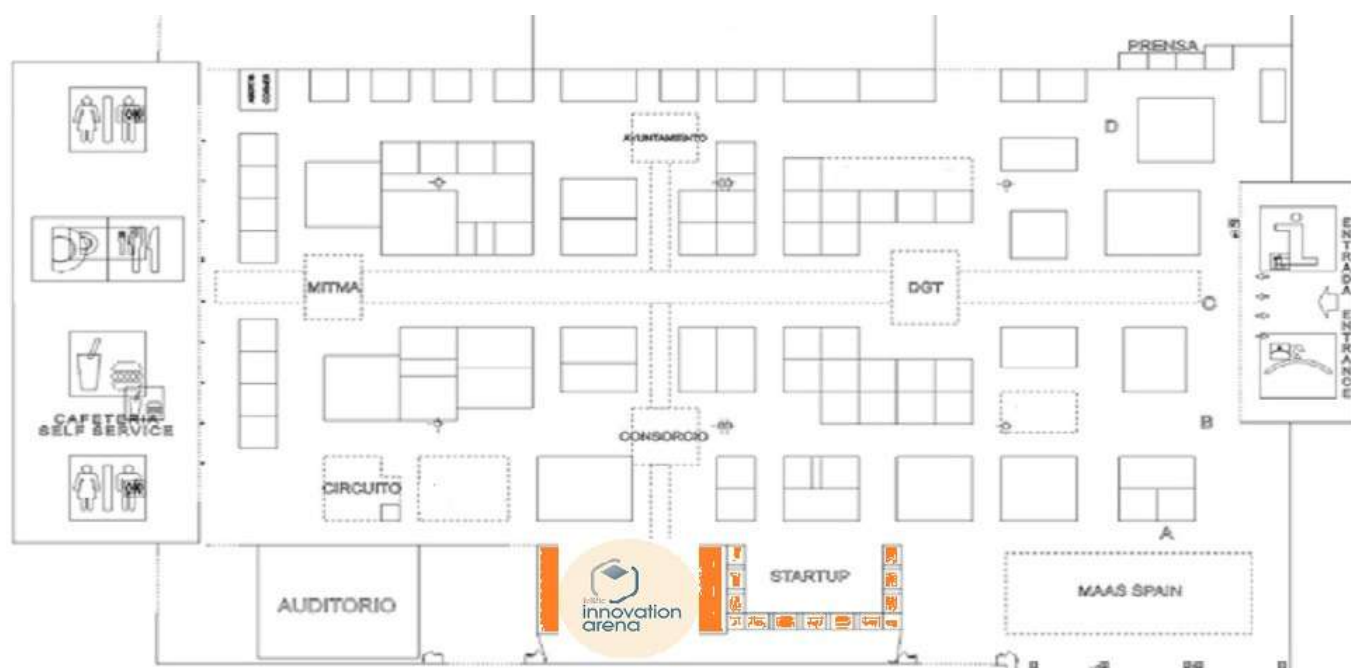 PRENSA
D
AYUNTAMIENTO
MITMA
DGT
C
ENTRADA ENTRANCE
CAFETERIA
SELF SERVICE
B
CONSORCIO
CIRCUITO
A
AUDITORIO
innovation
arena
STARTUP
MAAS SPAIN